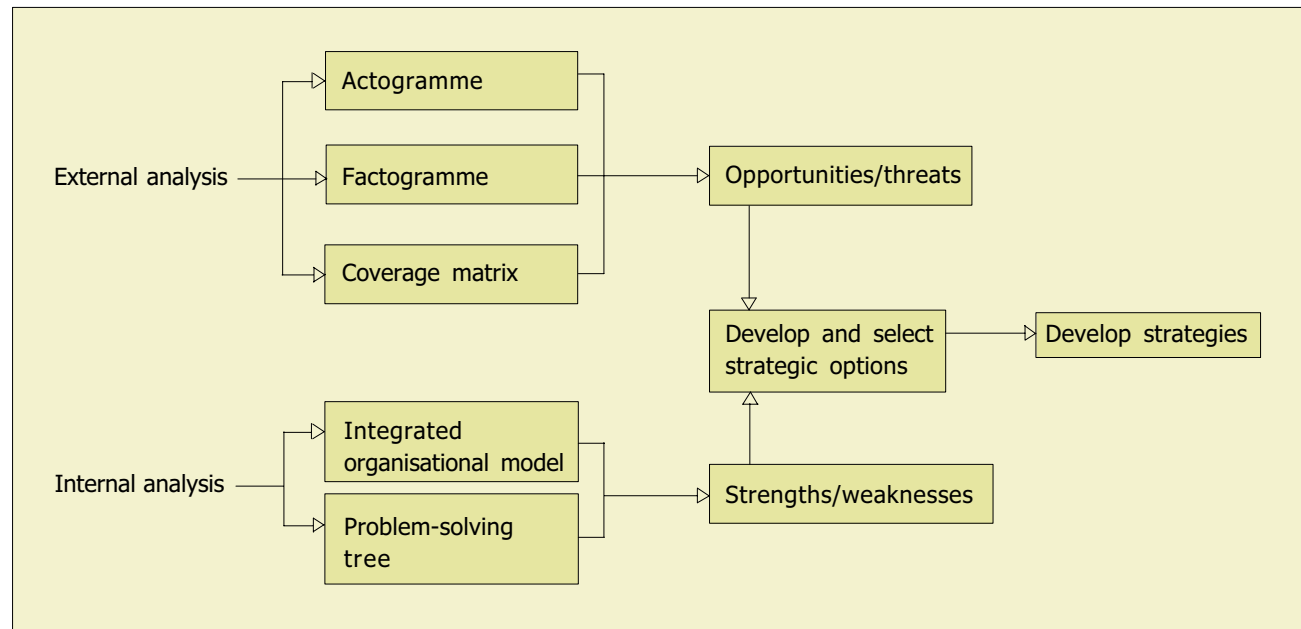 Actogramme
External analysis
Factogramme
Opportunities/threats
Coverage matrix
Develop and select
strategic options
Develop strategies
Integrated
organisational model
Internal analysis
Strengths/weaknesses
Problem-solving
tree